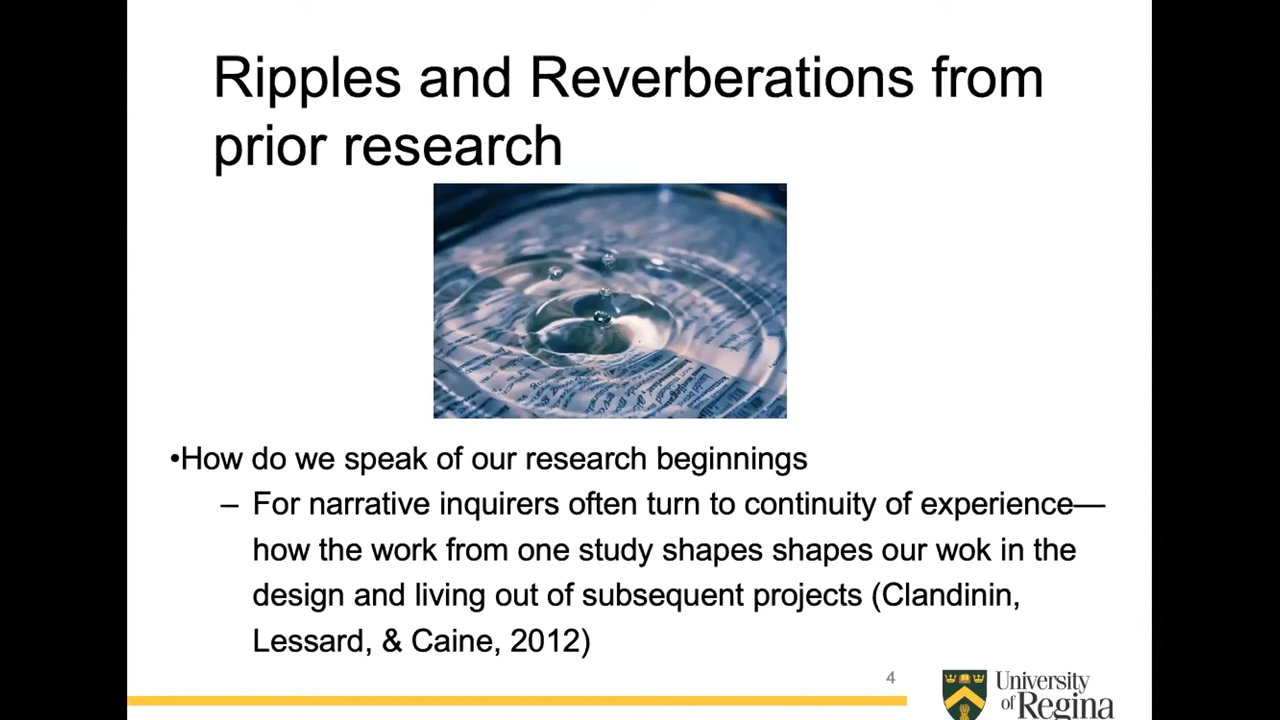 Ripples and Reverberations from
prior research
•How do we speak of our research beginnings
– For narrative inquirers often turn to continuity of experience—
how the work from one study shapes shapes our wok in the
design and living out of subsequent projects (Clandinin,
Lessard, & Caine, 2012)
4
University
of Regina